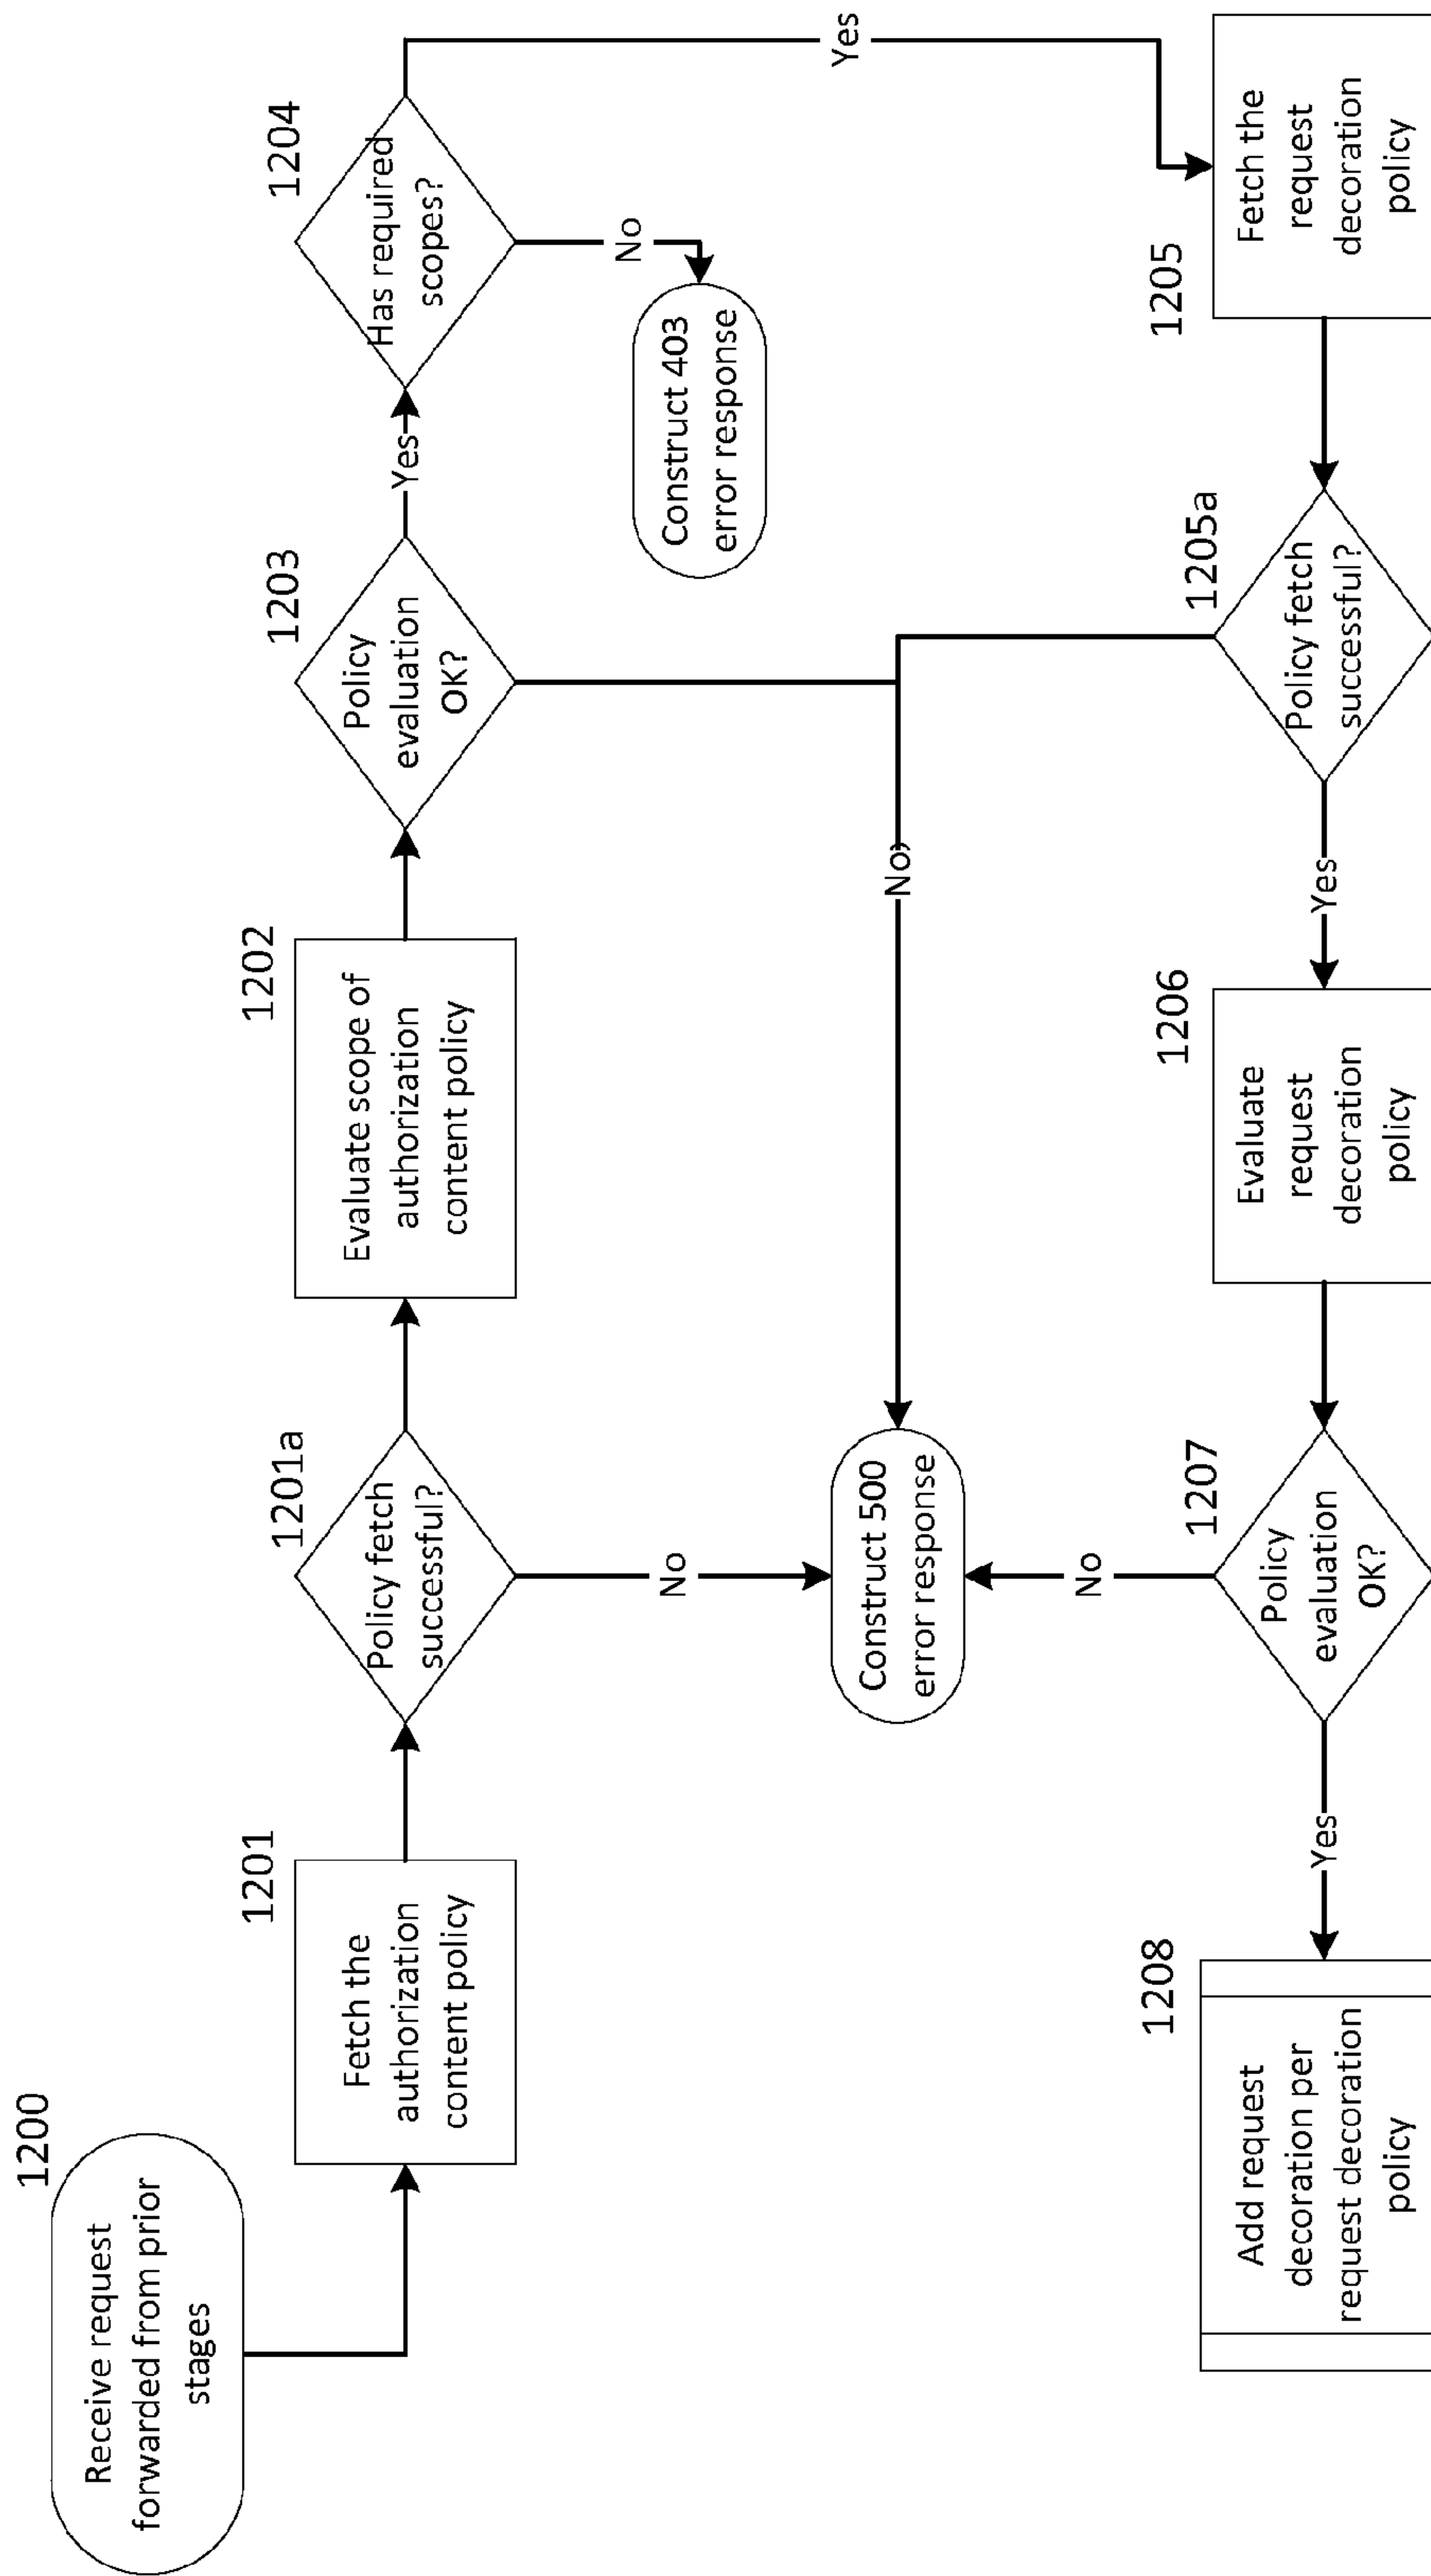 1200
Receive request
forwarded from prior
stages
1201
Fetch the
authorization
content policy
1201a
Policy fetch
successful?
No
1202
Evaluate scope of
authorization
content policy
1203
Policy
evaluation
OK?
Yes
1204
Has required
scopes?
No
Construct 403
error response
Yes
No
Construct 500
error response
1205
Fetch the
request
decoration
policy
1205a
Policy fetch
successful?
Yes
1206
Evaluate
request
decoration
policy
1207
Policy
evaluation
OK?
No
Yes
1208
Add request
decoration per
request decoration
policy